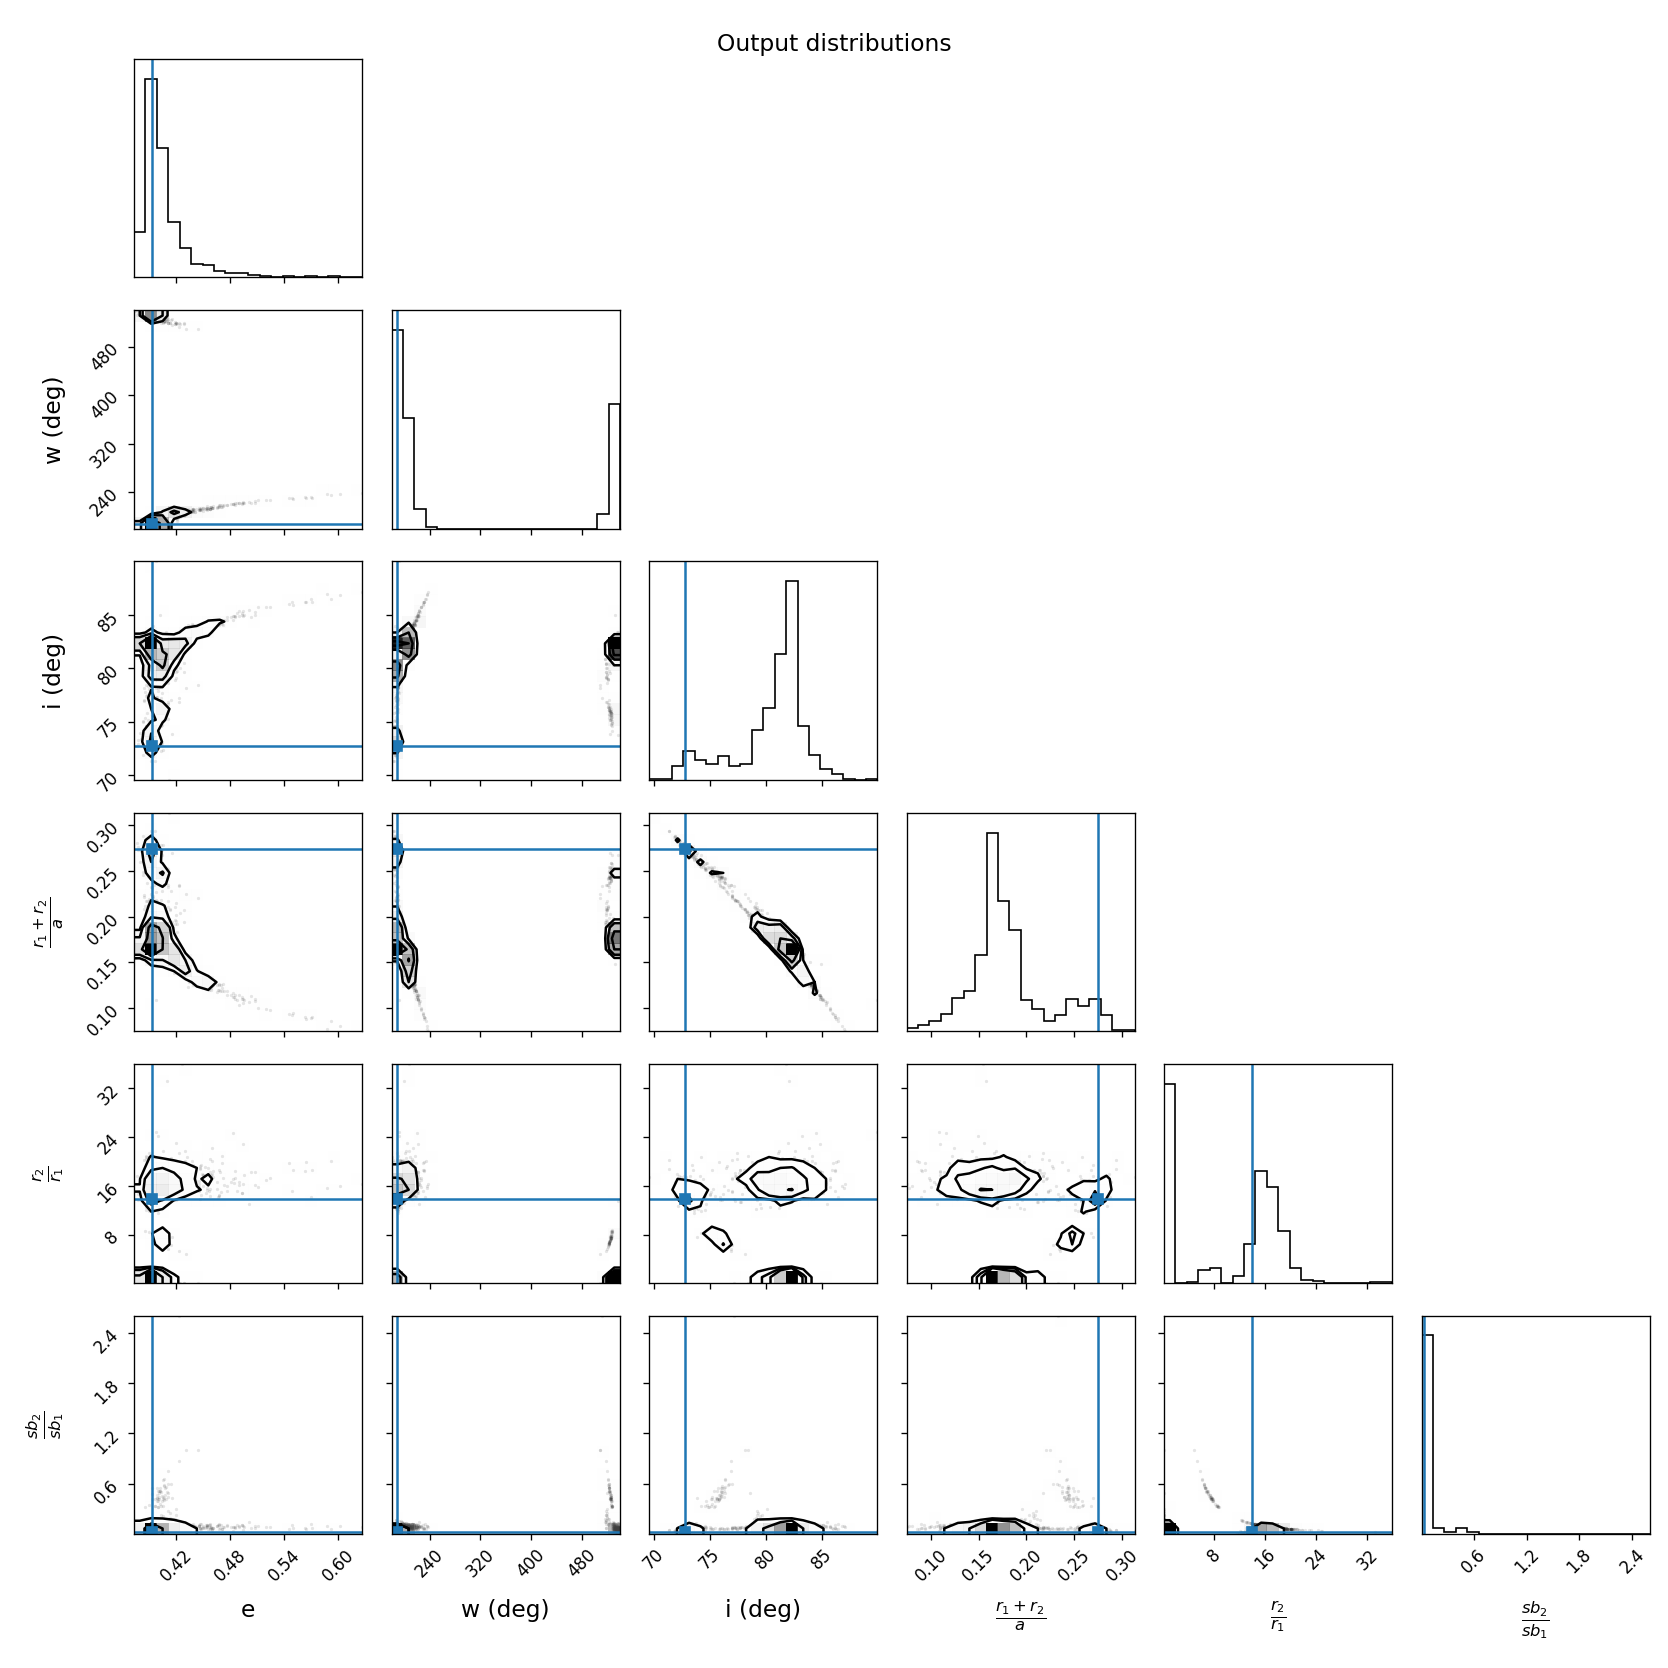 Output distributions
w (deg)
480
400
320
240
i (deg)
85
80
75
70
r₁ + r₂ / a
0.30
0.25
0.20
0.15
0.10
r₂ / r₁
32
24
16
8
sb₂ / sb₁
2.4
1.8
1.2
0.6
0.42 0.48 0.54 0.60
240 320 400 480
70 75 80 85
0.10 0.15 0.20 0.25 0.30
8 16 24 32
0.6 1.2 1.8 2.4
e
w (deg)
i (deg)
r₁ + r₂ / a
r₂ / r₁
sb₂ / sb₁